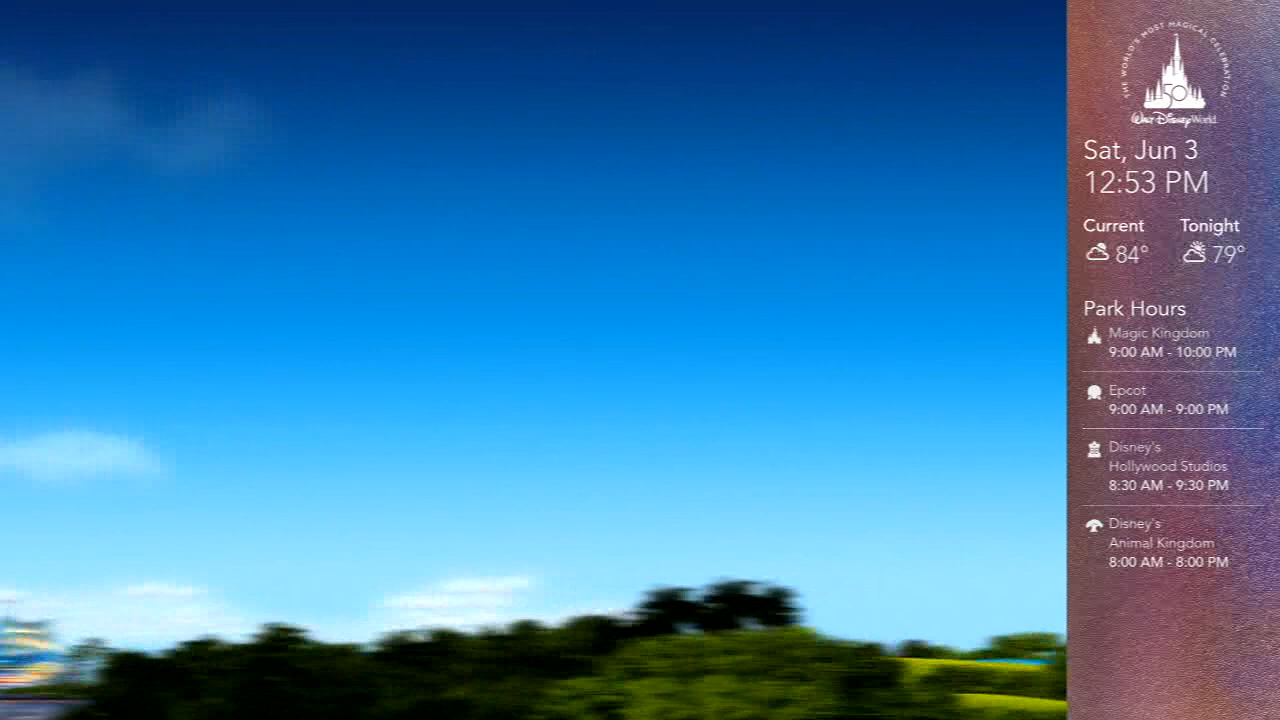 THE WORLD'S MOST MAGICAL CELEBRATION
50
Walt Disney World
Sat, Jun 3
12:53 PM
Current Tonight
84° 79°
Park Hours
Magic Kingdom
9:00 AM - 10:00 PM
Epcot
9:00 AM - 9:00 PM
Disney's
Hollywood Studios
8:30 AM - 9:30 PM
Disney's
Animal Kingdom
8:00 AM - 8:00 PM